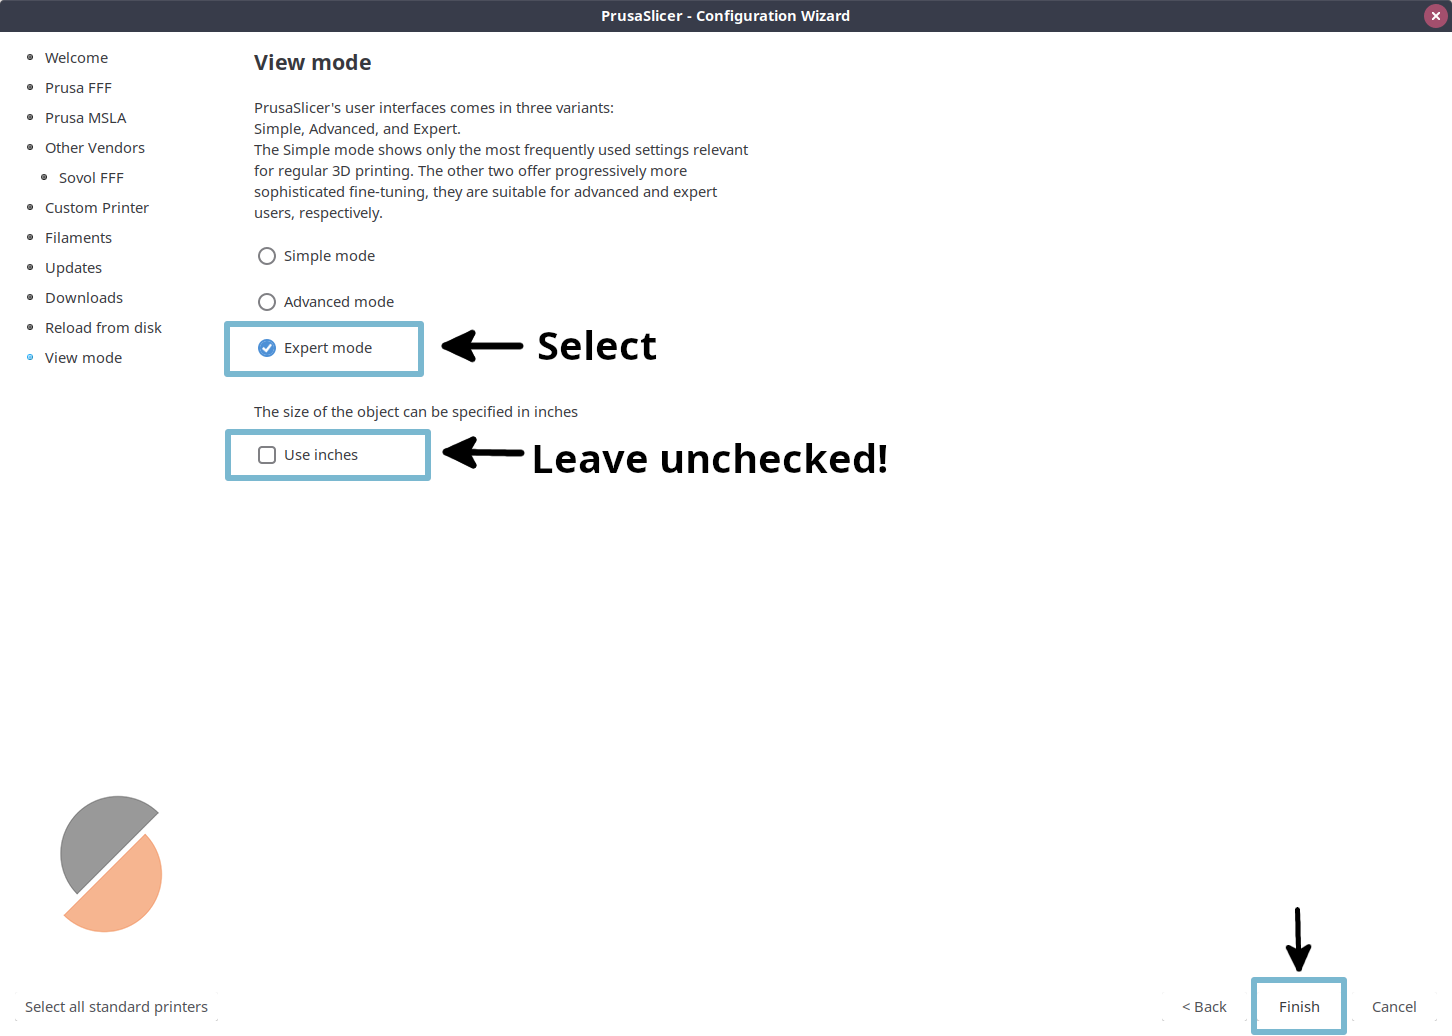 PrusaSlicer - Configuration Wizard
Welcome
Prusa FFF
Prusa MSLA
Other Vendors
Sovol FFF
Custom Printer
Filaments
Updates
Downloads
Reload from disk
View mode
View mode
PrusaSlicer's user interfaces comes in three variants:
Simple, Advanced, and Expert.
The Simple mode shows only the most frequently used settings relevant
for regular 3D printing. The other two offer progressively more
sophisticated fine-tuning, they are suitable for advanced and expert
users, respectively.
Simple mode
Advanced mode
Expert mode
Select
The size of the object can be specified in inches
Use inches
Leave unchecked!
Select all standard printers
< Back
Finish
Cancel